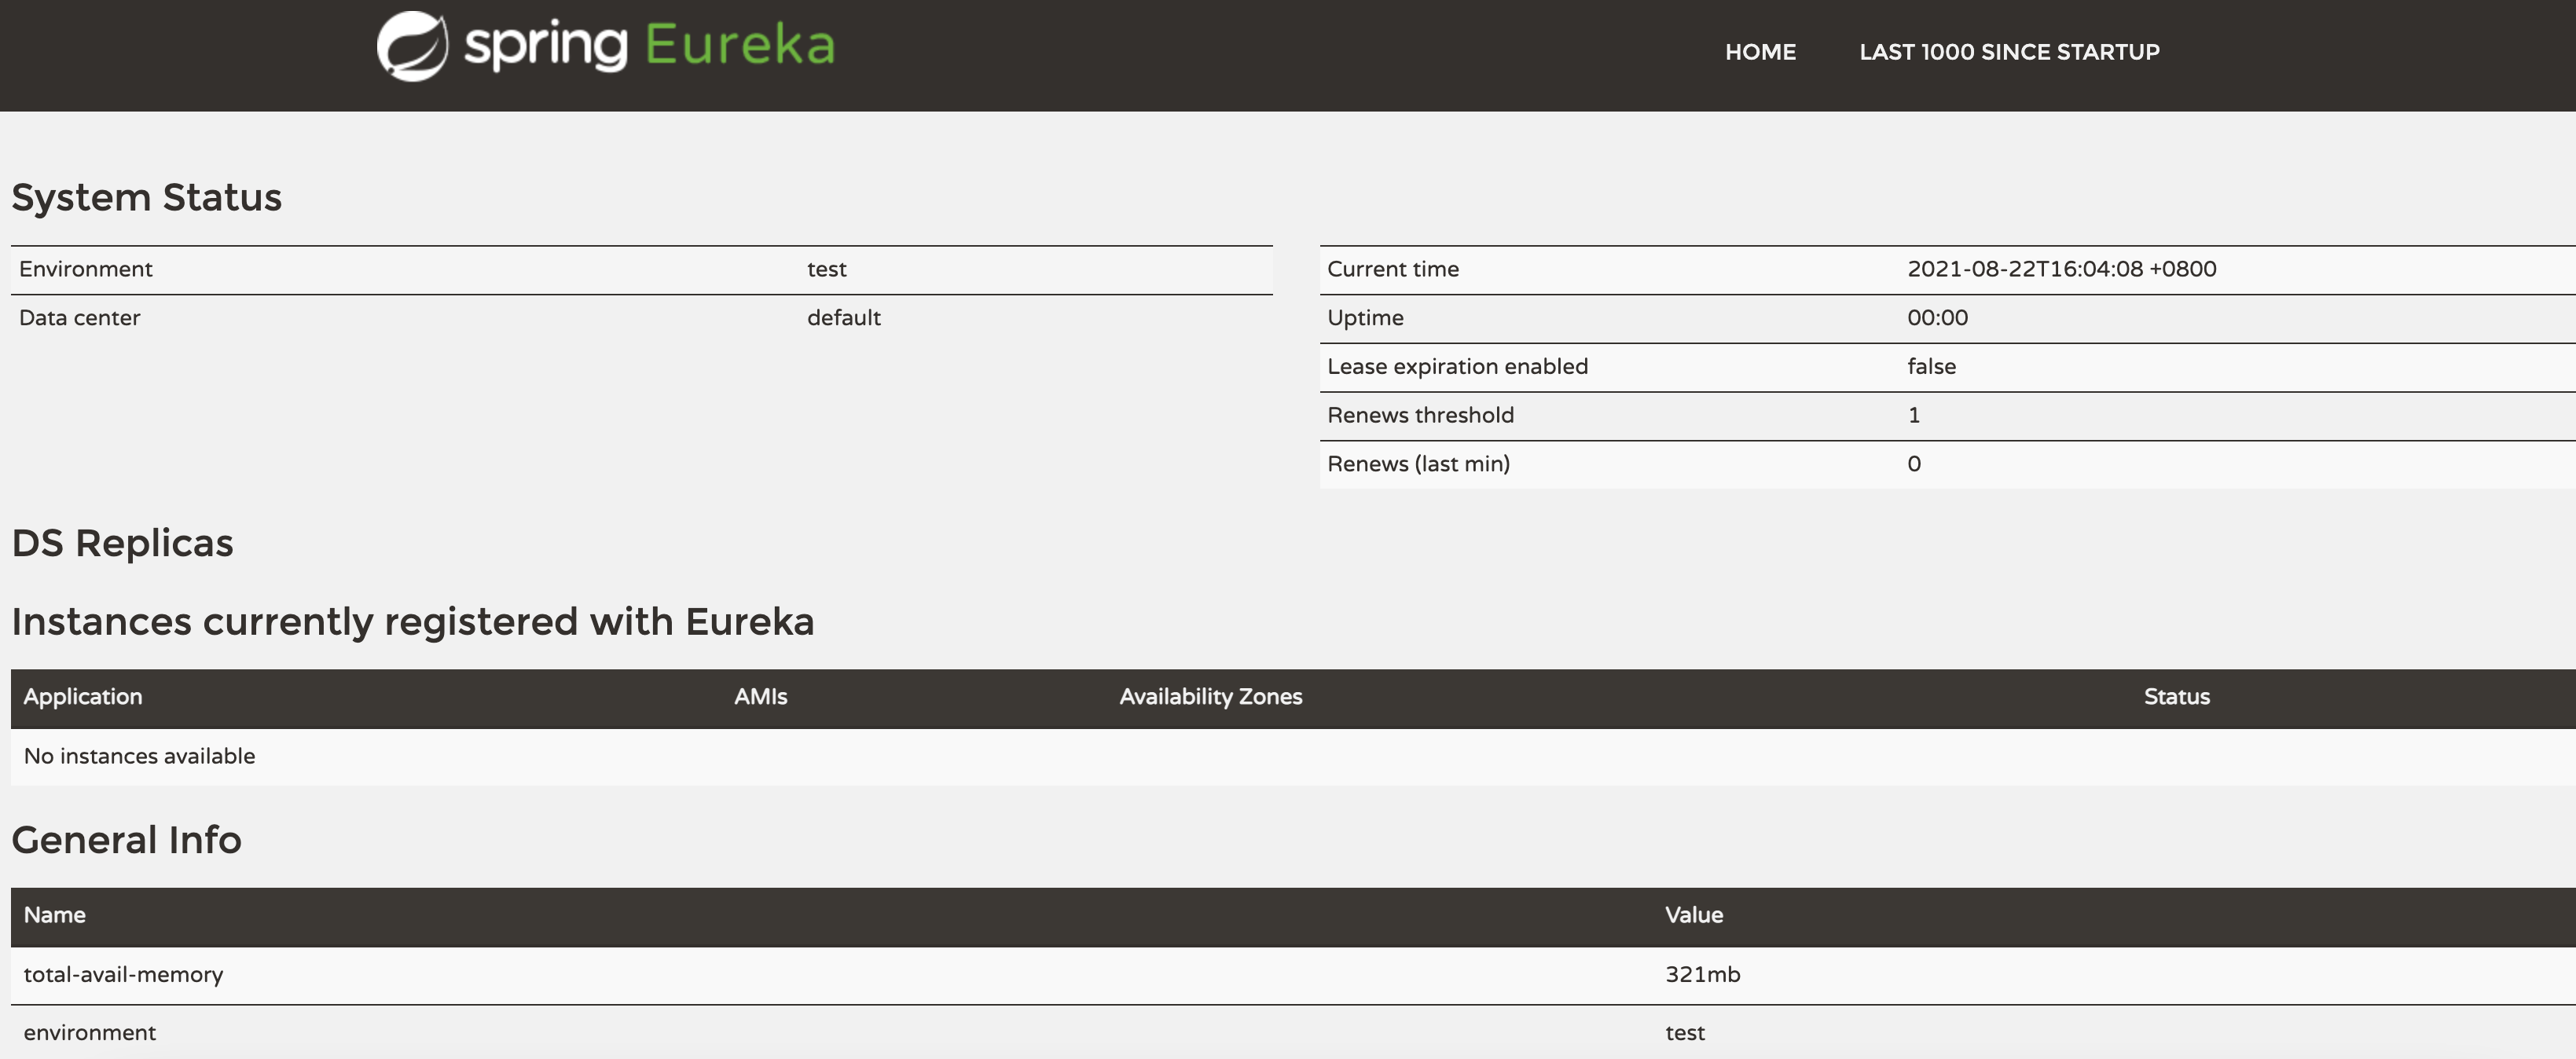 spring Eureka
HOME LAST 1000 SINCE STARTUP
System Status
Environment test
Data center default
Current time 2021-08-22T16:04:08 +0800
Uptime 00:00
Lease expiration enabled false
Renews threshold 1
Renews (last min) 0
DS Replicas
Instances currently registered with Eureka
Application AMIs Availability Zones Status
No instances available
General Info
Name Value
total-avail-memory 321mb
environment test